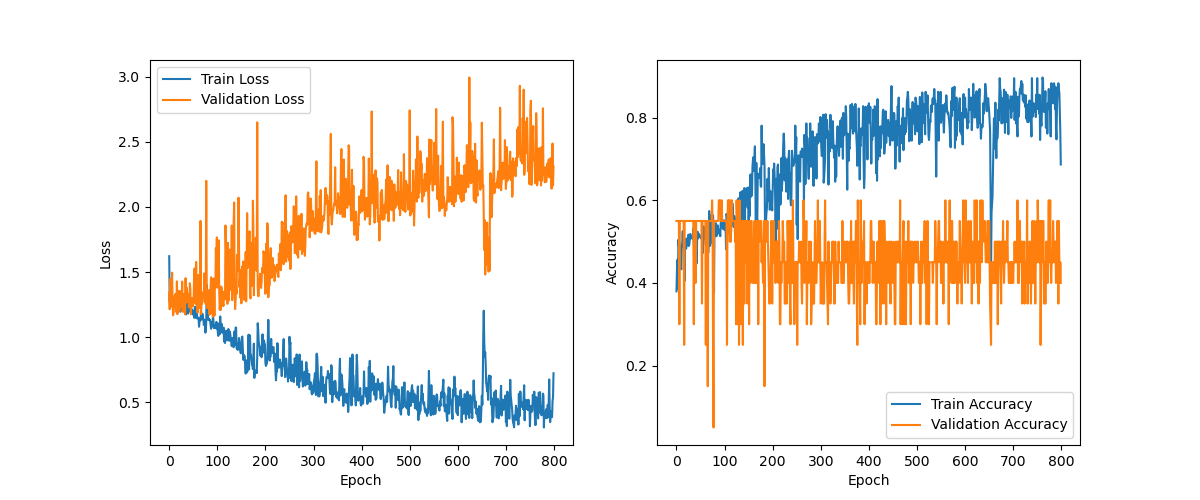 Train Loss
Validation Loss
3.0
2.5
2.0
1.5
1.0
0.5
Loss
0 100 200 300 400 500 600 700 800
Epoch
0.8
0.6
0.4
0.2
Accuracy
Train Accuracy
Validation Accuracy
0 100 200 300 400 500 600 700 800
Epoch